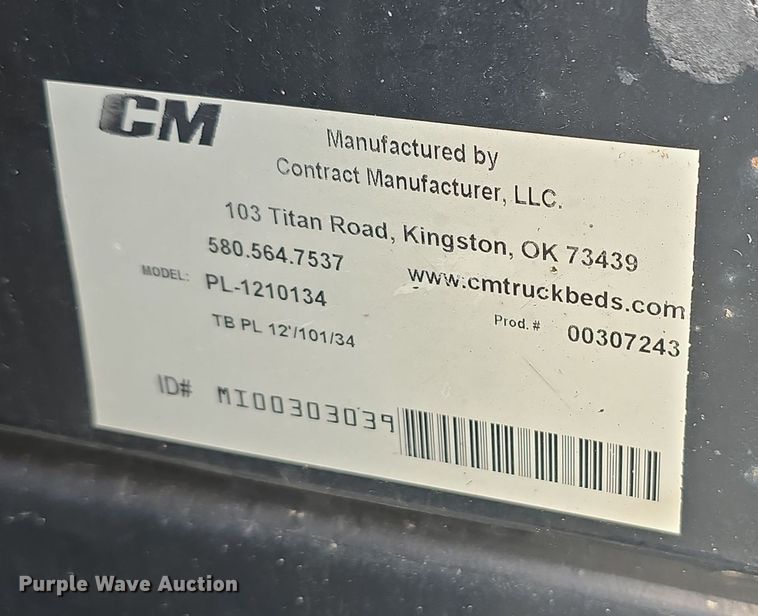 CM
Manufactured by
Contract Manufacturer, LLC.
103 Titan Road, Kingston, OK 73439
580.564.7537
www.cmtruckbeds.com
MODEL: PL-1210134
Prod. # 00307243
TB PL 12'/101/34
ID# MI00303039
Purple Wave Auction